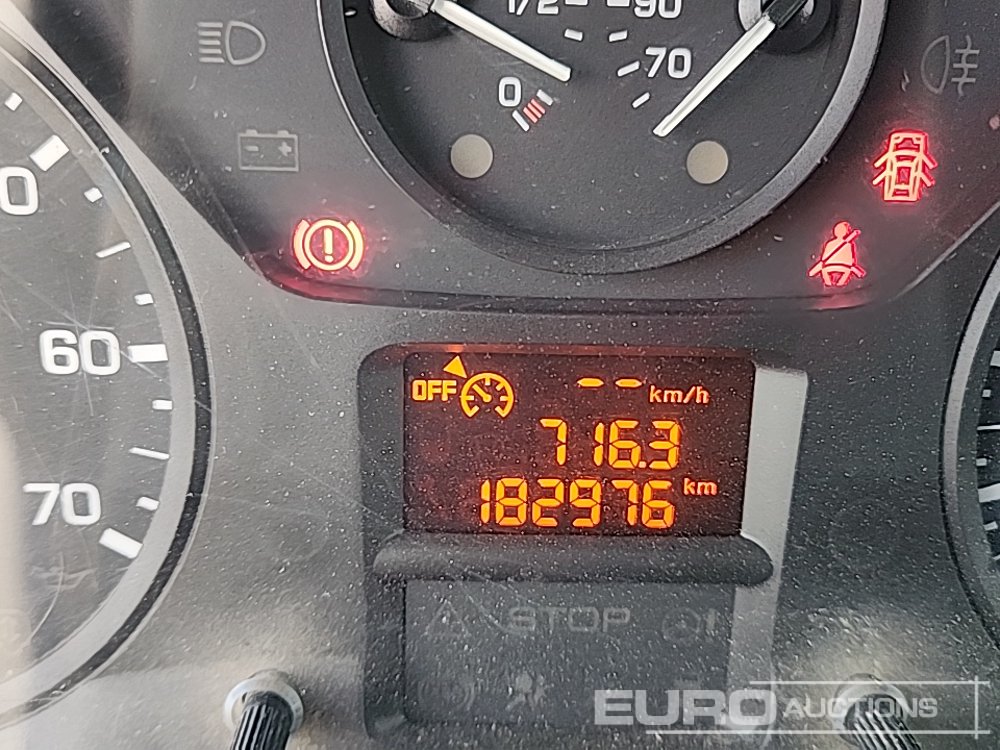 1/2 90
0 70
0
60
70
OFF -- km/h
716.3
182976 km
STOP
EURO AUCTIONS